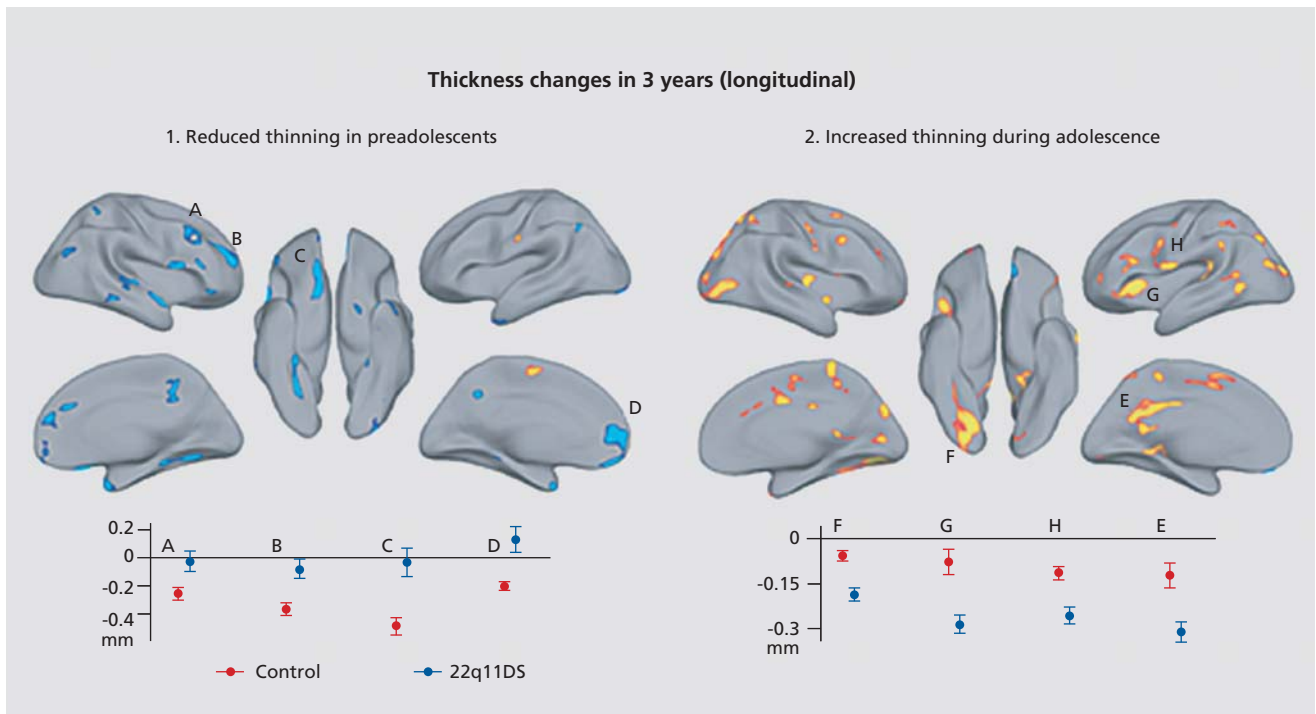 Thickness changes in 3 years (longitudinal)
1. Reduced thinning in preadolescents
2. Increased thinning during adolescence
A
B
C
D
H
G
E
F
0.2
0
-0.2
-0.4
mm
A B C D
0
-0.15
-0.3
mm
F G H E
Control 22q11DS